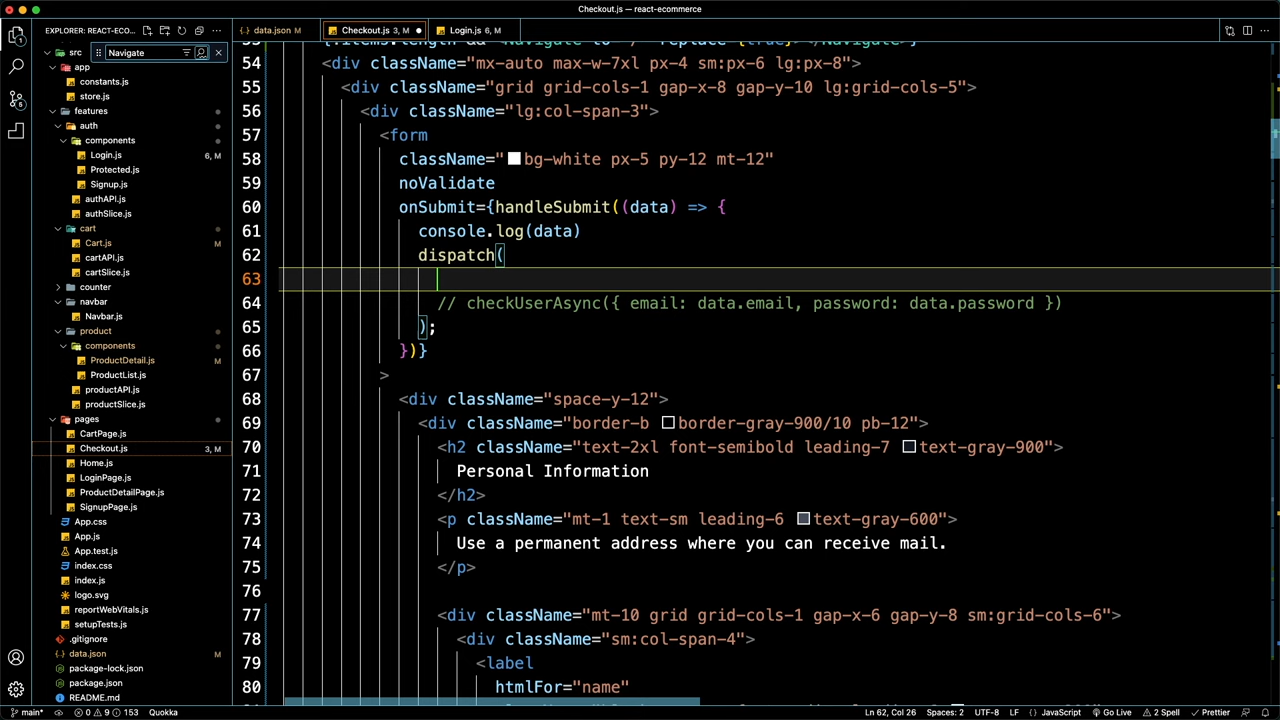 Checkout.js — react-ecommerce
EXPLORER: REACT-ECO...
data.json M
Checkout.js 3, M
Login.js 6, M
src
Navigate
app
constants.js
store.js
features
auth
components
Login.js 6, M
Protected.js
Signup.js
authAPI.js
authSlice.js
cart
Cart.js M
cartAPI.js
cartSlice.js
counter
navbar
Navbar.js
product
components
ProductDetail.js
ProductList.js
productAPI.js
productSlice.js
pages
CartPage.js
Checkout.js 3, M
Home.js
LoginPage.js
ProductDetailPage.js
SignupPage.js
App.css
App.js
App.test.js
index.css
index.js
logo.svg
reportWebVitals.js
setupTests.js
.gitignore
data.json M
package-lock.json
package.json
README.md
54 <div className="mx-auto max-w-7xl px-4 sm:px-6 lg:px-8">
55 <div className="grid grid-cols-1 gap-x-8 gap-y-10 lg:grid-cols-5">
56 <div className="lg:col-span-3">
57 <form
58 className="bg-white px-5 py-12 mt-12"
59 noValidate
60 onSubmit={handleSubmit((data) => {
61 console.log(data)
62 dispatch(
63
64 // checkUserAsync({ email: data.email, password: data.password })
65 );
66 })}
67 >
68 <div className="space-y-12">
69 <div className="border-b border-gray-900/10 pb-12">
70 <h2 className="text-2xl font-semibold leading-7 text-gray-900">
71 Personal Information
72 </h2>
73 <p className="mt-1 text-sm leading-6 text-gray-600">
74 Use a permanent address where you can receive mail.
75 </p>
76
77 <div className="mt-10 grid grid-cols-1 gap-x-6 gap-y-8 sm:grid-cols-6">
78 <div className="sm:col-span-4">
79 <label
80 htmlFor="name"
main* 9 153 Quokka Ln 62, Col 26 Spaces: 2 UTF-8 LF {} JavaScript Go Live 2 Spell Prettier